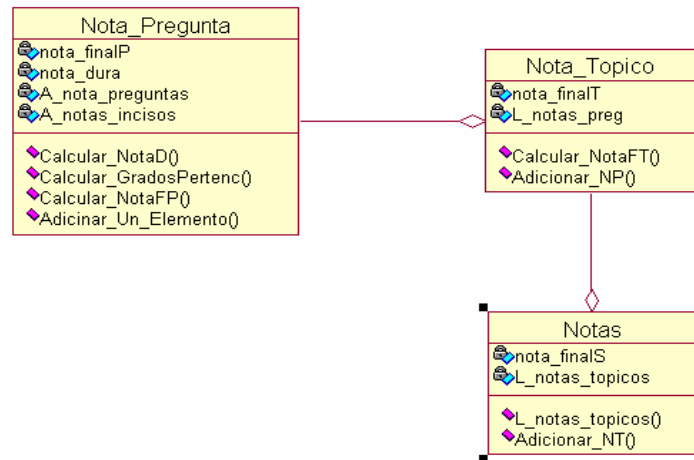 Nota_Pregunta
nota_finalP
nota_dura
A_nota_preguntas
A_notas_incisos
Calcular_NotaD()
Calcular_GradosPertenc()
Calcular_NotaFP()
Adicinar_Un_Elemento()
Nota_Topico
nota_finalT
L_notas_preg
Calcular_NotaFT()
Adicionar_NP()
Notas
nota_finalS
L_notas_topicos
L_notas_topicos()
Adicionar_NT()